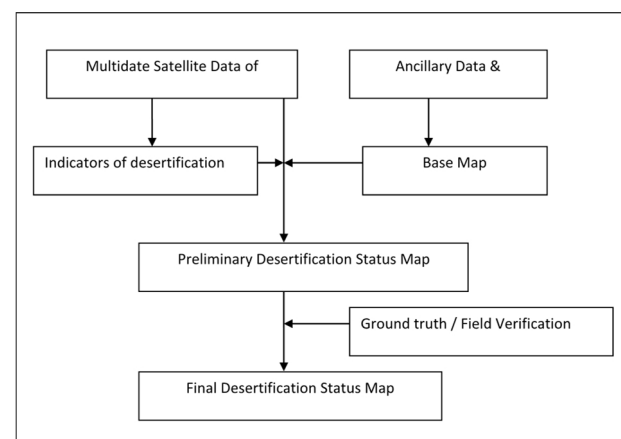 Multidate Satellite Data of
Ancillary Data &
Indicators of desertification
Base Map
Preliminary Desertification Status Map
Ground truth / Field Verification
Final Desertification Status Map